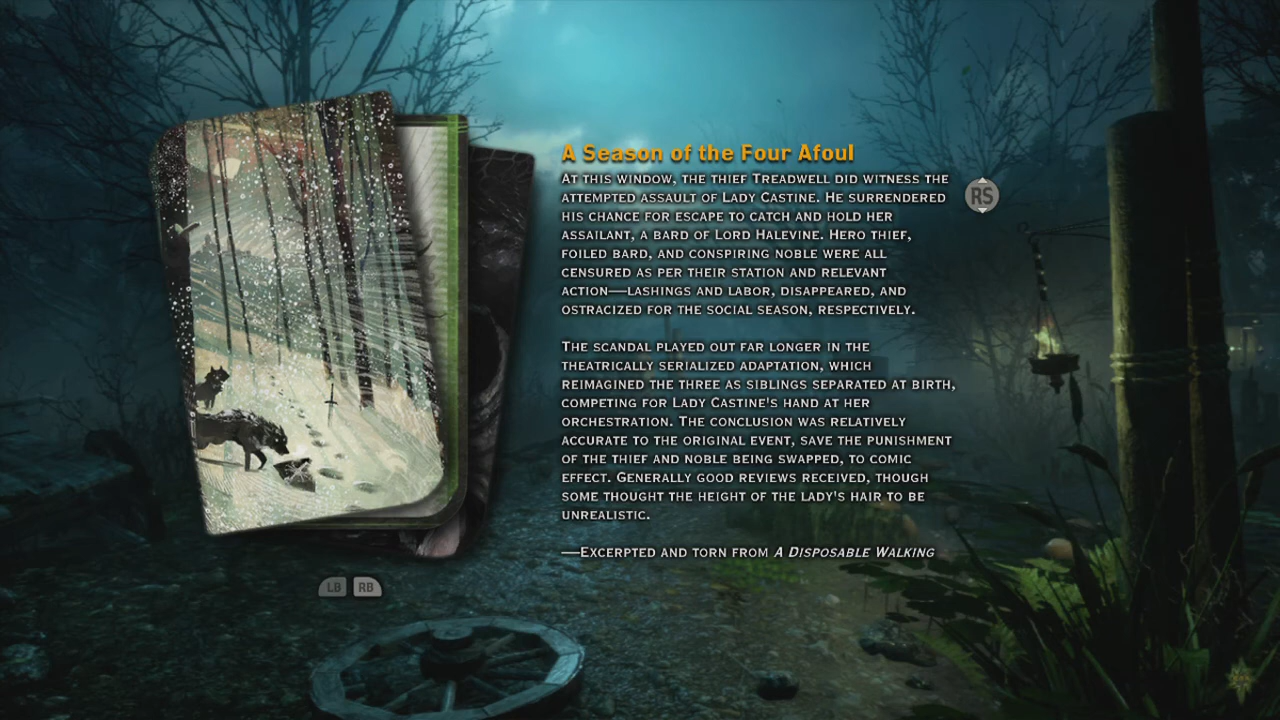 A Season of the Four Afoul
At this window, the thief Treadwell did witness the
attempted assault of Lady Castine. He surrendered
his chance for escape to catch and hold her
assailant, a bard of Lord Halevine. Hero thief,
foiled bard, and conspiring noble were all
censured as per their station and relevant
action—lashings and labor, disappeared, and
ostracized for the social season, respectively.
The scandal played out far longer in the
theatrically serialized adaptation, which
reimagined the three as siblings separated at birth,
competing for Lady Castine's hand at her
orchestration. The conclusion was relatively
accurate to the original event, save the punishment
of the thief and noble being swapped, to comic
effect. Generally good reviews received, though
some thought the height of the lady's hair to be
unrealistic.
—Excerpted and torn from A Disposable Walking
RS
LB RB